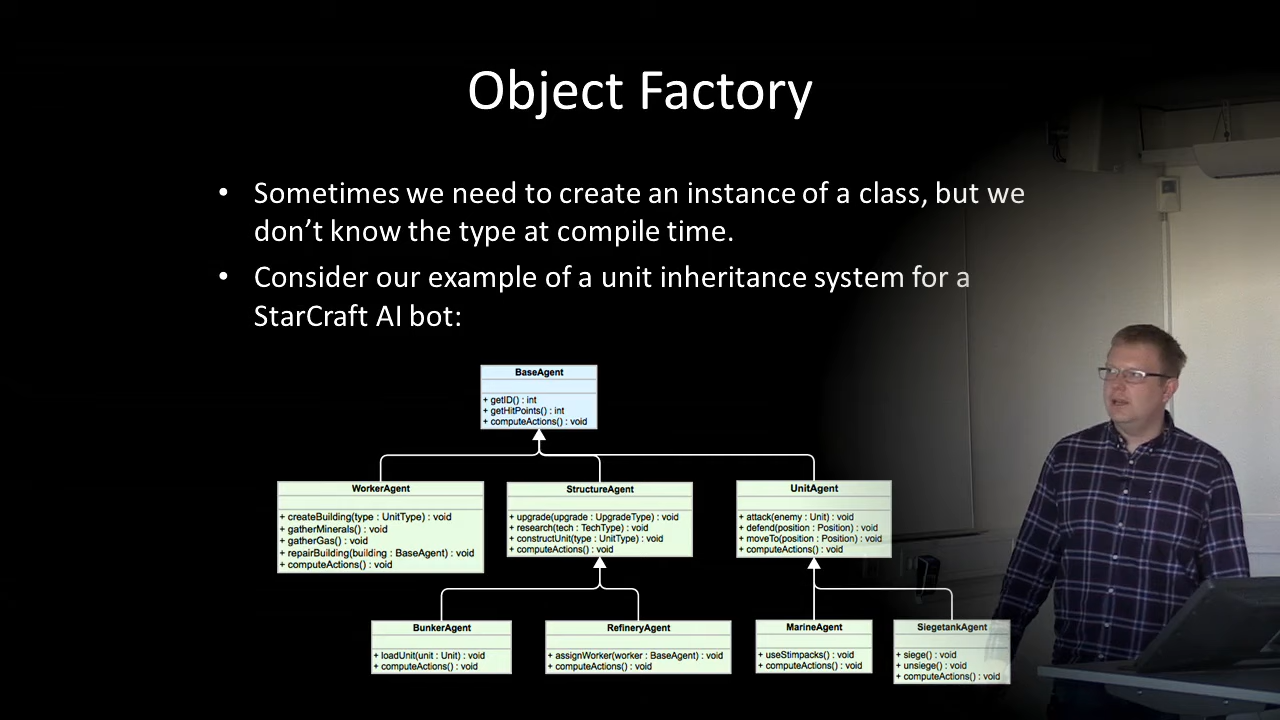 Object Factory
• Sometimes we need to create an instance of a class, but we
don’t know the type at compile time.
• Consider our example of a unit inheritance system for a
StarCraft AI bot:
BaseAgent
+ getID() : int
+ getHitPoints() : int
+ computeActions() : void
WorkerAgent
+ createBuilding(type : UnitType) : void
+ gatherMinerals() : void
+ gatherGas() : void
+ repairBuilding(building : BaseAgent) : void
+ computeActions() : void
StructureAgent
+ upgrade(upgrade : UpgradeType) : void
+ research(tech : TechType) : void
+ constructUnit(type : UnitType) : void
+ computeActions() : void
UnitAgent
+ attack(enemy : Unit) : void
+ defend(position : Position) : void
+ moveTo(position : Position) : void
+ computeActions() : void
BunkerAgent
+ loadUnit(unit : Unit) : void
+ computeActions() : void
RefineryAgent
+ assignWorker(worker : BaseAgent) : void
+ computeActions() : void
MarineAgent
+ useStimpacks() : void
+ computeActions() : void
SiegetankAgent
+ siege() : void
+ unsiege() : void
+ computeActions() : void